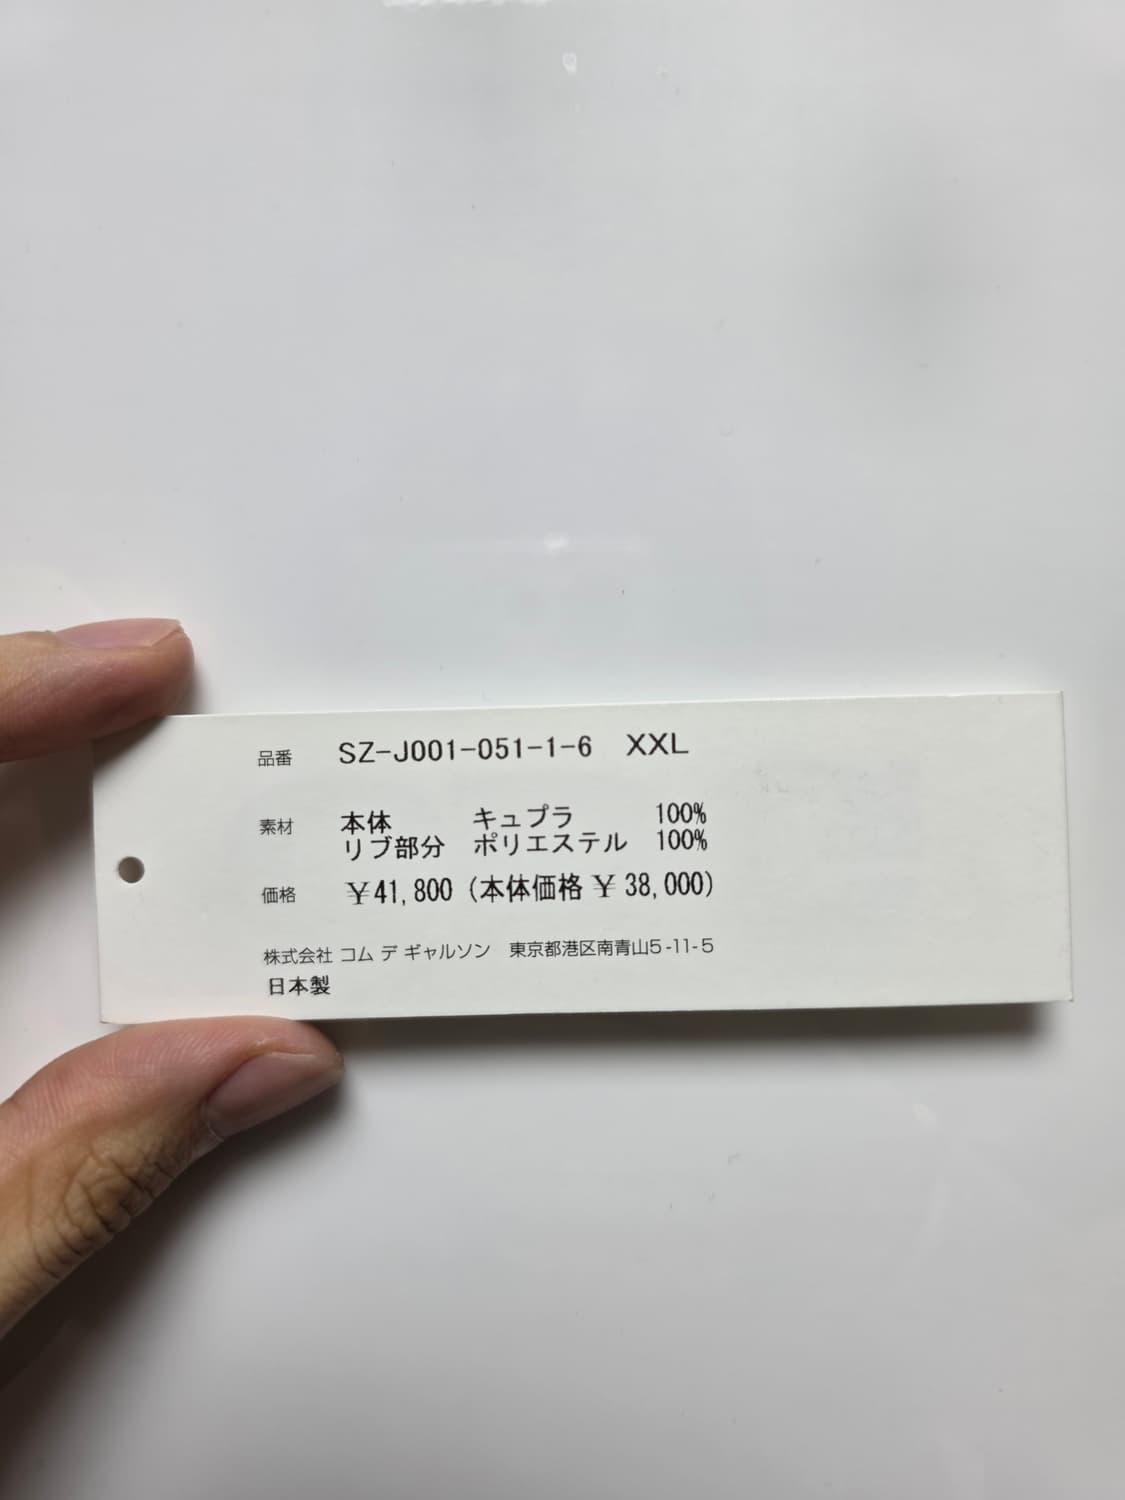 品番 SZ-J001-051-1-6 XXL
素材 本体 キュプラ 100%
リブ部分 ポリエステル 100%
価格 ¥41,800 (本体価格 ¥ 38,000)
株式会社 コム デ ギャルソン 東京都港区南青山5-11-5
日本製